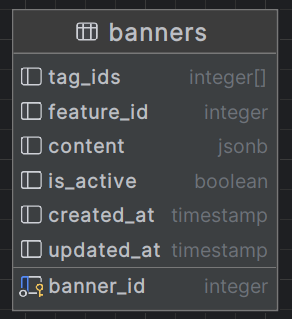 banners
tag_ids integer[]
feature_id integer
content jsonb
is_active boolean
created_at timestamp
updated_at timestamp
banner_id integer